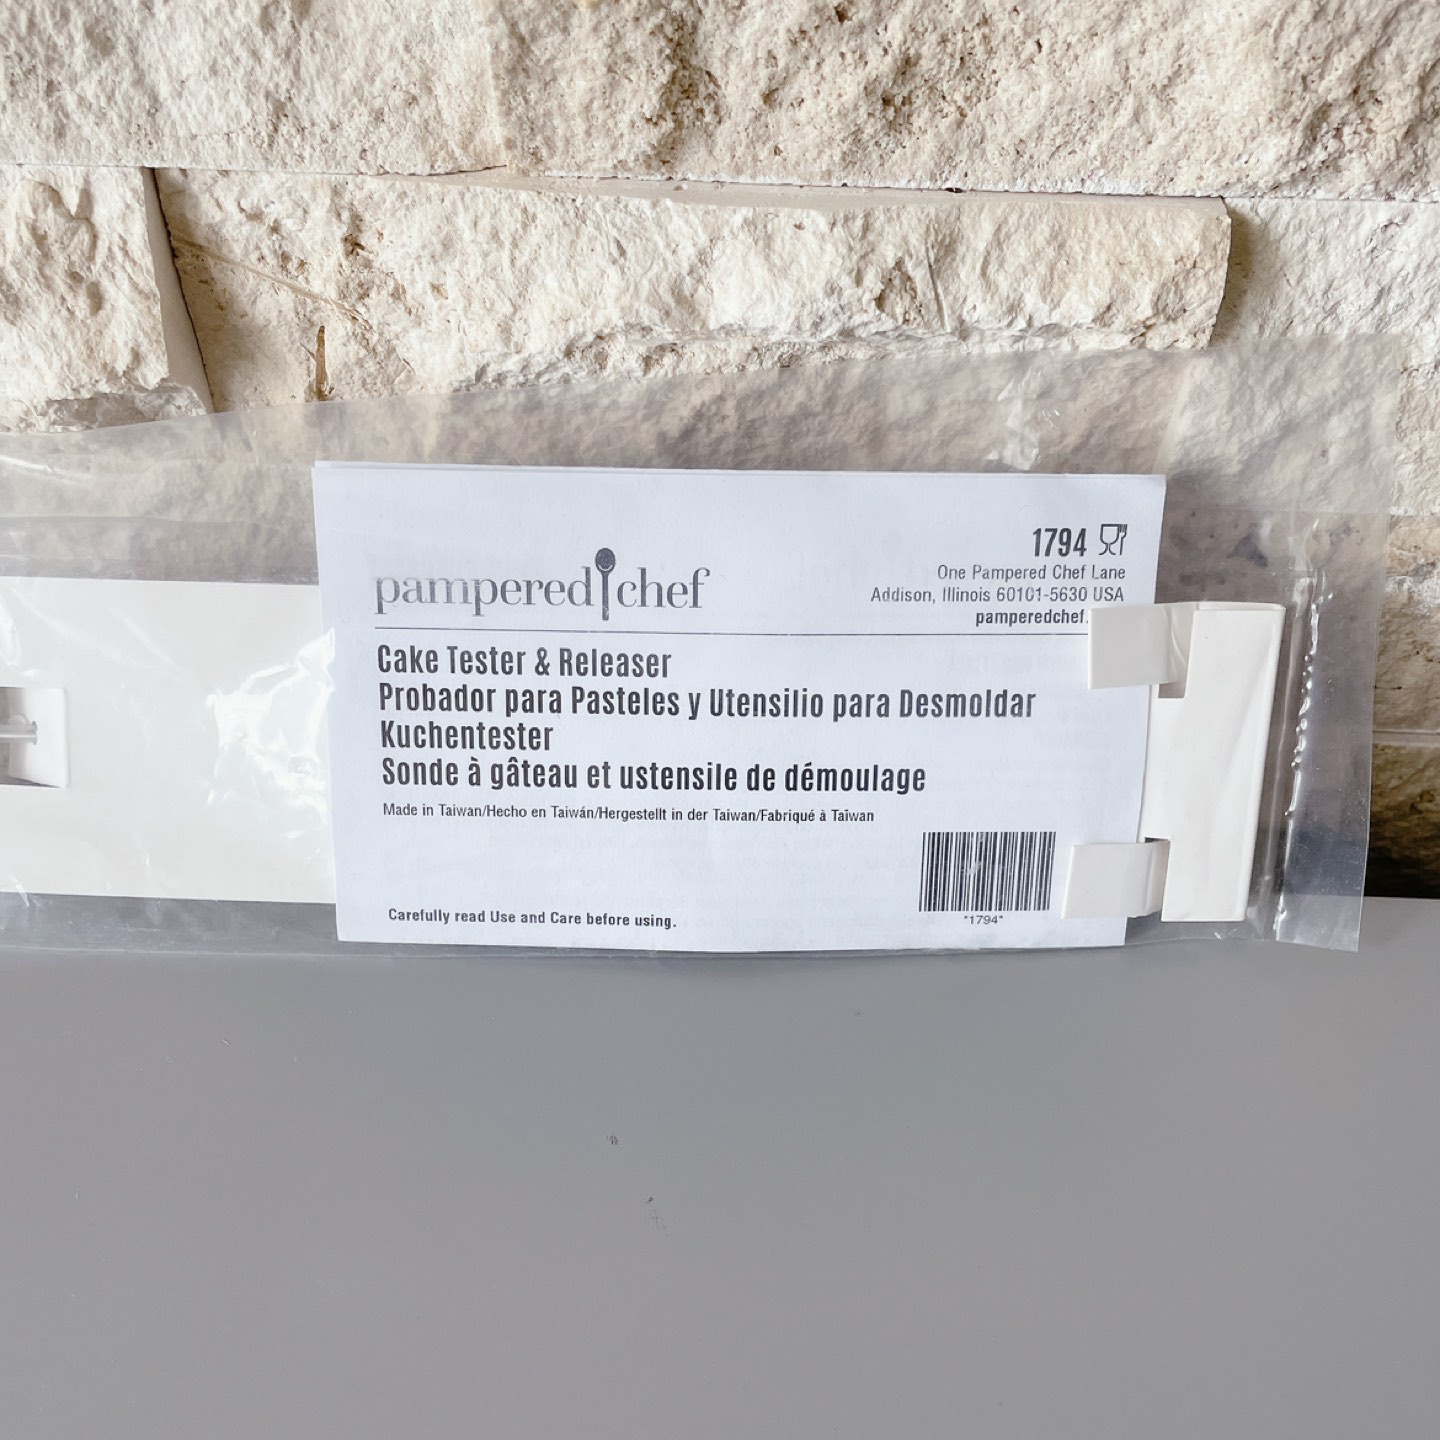 pampered chef
1794
One Pampered Chef Lane
Addison, Illinois 60101-5630 USA
pamperedchef.
Cake Tester & Releaser
Probador para Pasteles y Utensilio para Desmoldar
Kuchentester
Sonde à gâteau et ustensile de démoulage
Made in Taiwan/Hecho en Taiwán/Hergestellt in der Taiwan/Fabriqué à Taïwan
Carefully read Use and Care before using.
*1794*